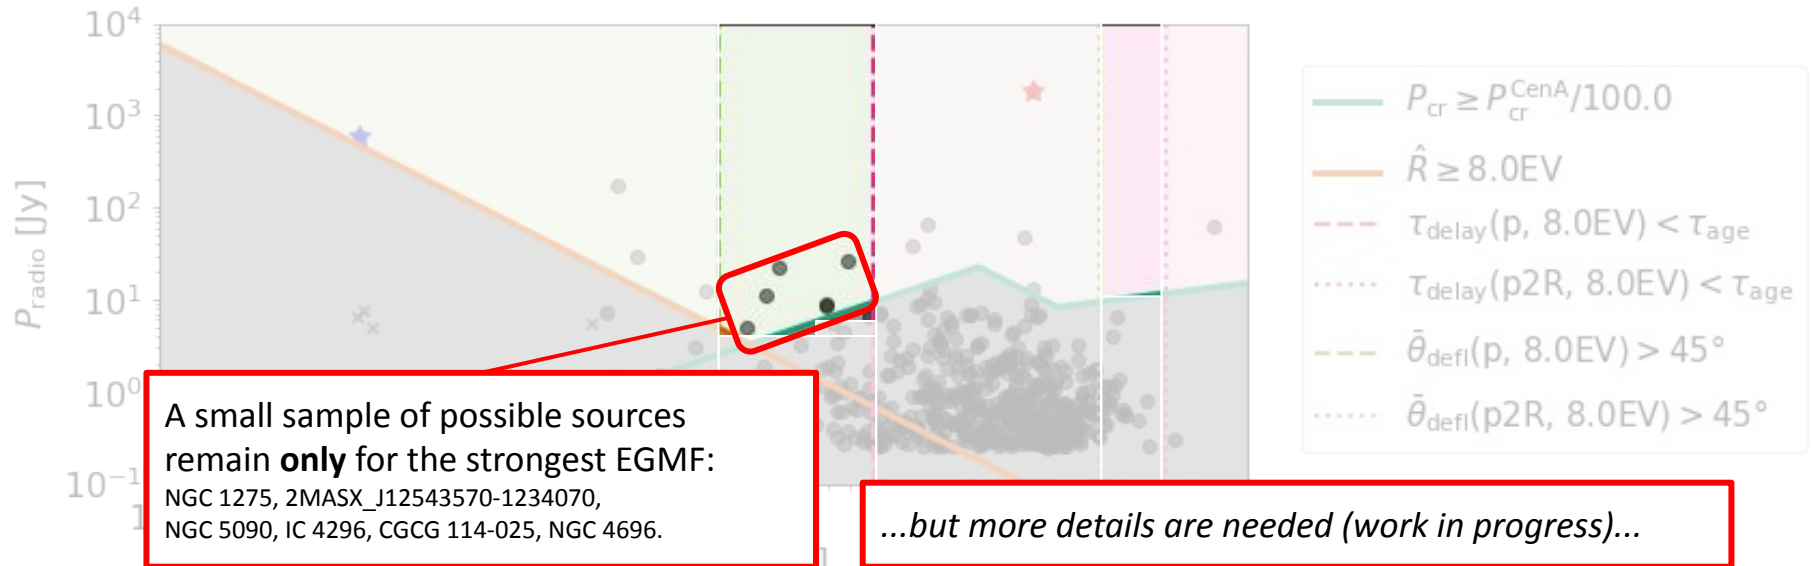 10^4
10^3
10^2
10^1
10^0
10^-1
P_radio [Jy]
P_cr ≥ P_cr^CenA/100.0
R̂ ≥ 8.0EV
τ_delay(p, 8.0EV) < τ_age
τ_delay(p2R, 8.0EV) < τ_age
θ̄_defl(p, 8.0EV) > 45°
θ̄_defl(p2R, 8.0EV) > 45°
A small sample of possible sources
remain only for the strongest EGMF:
NGC 1275, 2MASX_J12543570-1234070,
NGC 5090, IC 4296, CGCG 114-025, NGC 4696.
...but more details are needed (work in progress)...